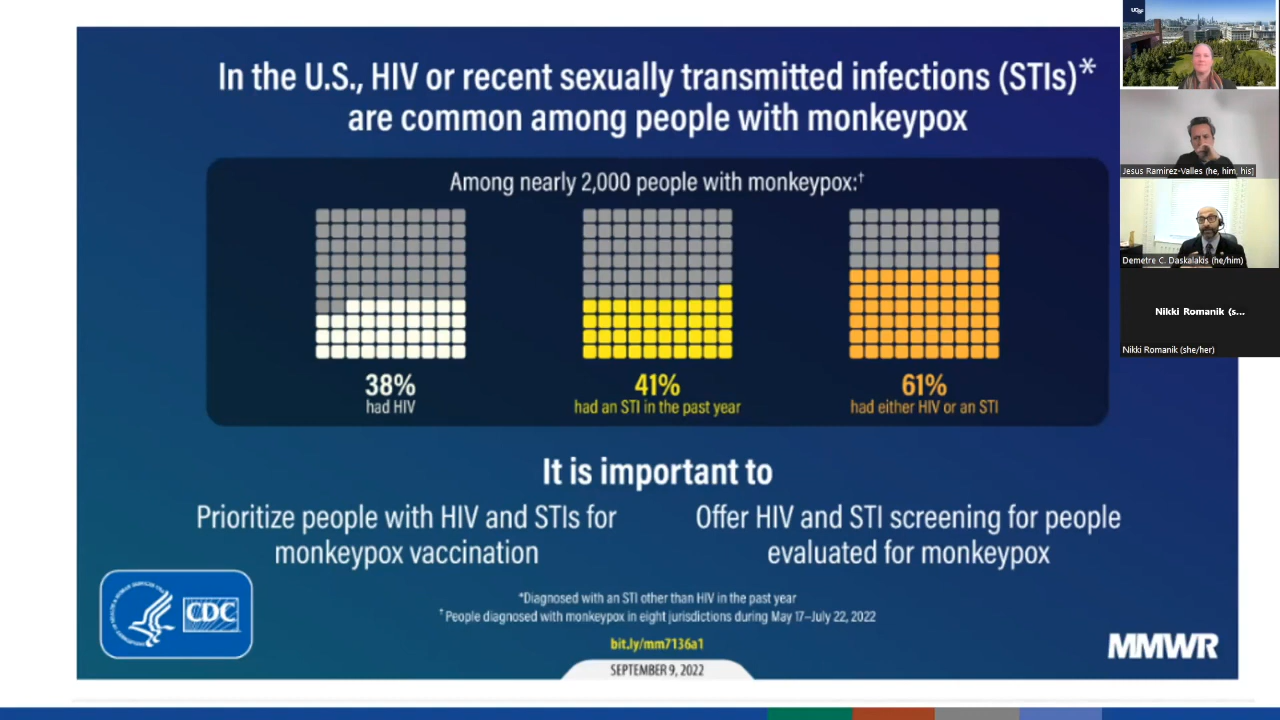 In the U.S., HIV or recent sexually transmitted infections (STIs)*
are common among people with monkeypox
Among nearly 2,000 people with monkeypox:†
38%
had HIV
41%
had an STI in the past year
61%
had either HIV or an STI
It is important to
Prioritize people with HIV and STIs for
monkeypox vaccination
Offer HIV and STI screening for people
evaluated for monkeypox
*Diagnosed with an STI other than HIV in the past year
† People diagnosed with monkeypox in eight jurisdictions during May 17–July 22, 2022
bit.ly/mm7136a1
SEPTEMBER 9, 2022
CDC
MMWR
UCSF
Jesus Ramirez-Valles (he, him, his)
Demetre C. Daskalakis (he/him)
Nikki Romanik (s...
Nikki Romanik (she/her)